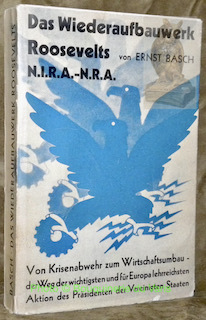 Das Wiederaufbauwerk
Roosevelts von ERNST BASCH
N.I.R.A.-N.R.A.
Von Krisenabwehr zum Wirtschaftsumbau -
der Weg der wichtigsten und für Europa lehrreichsten
Aktion des Präsidenten der Vereinigten Staaten
BASCH DAS WIEDERAUFBAUWERK ROOSEVELTS